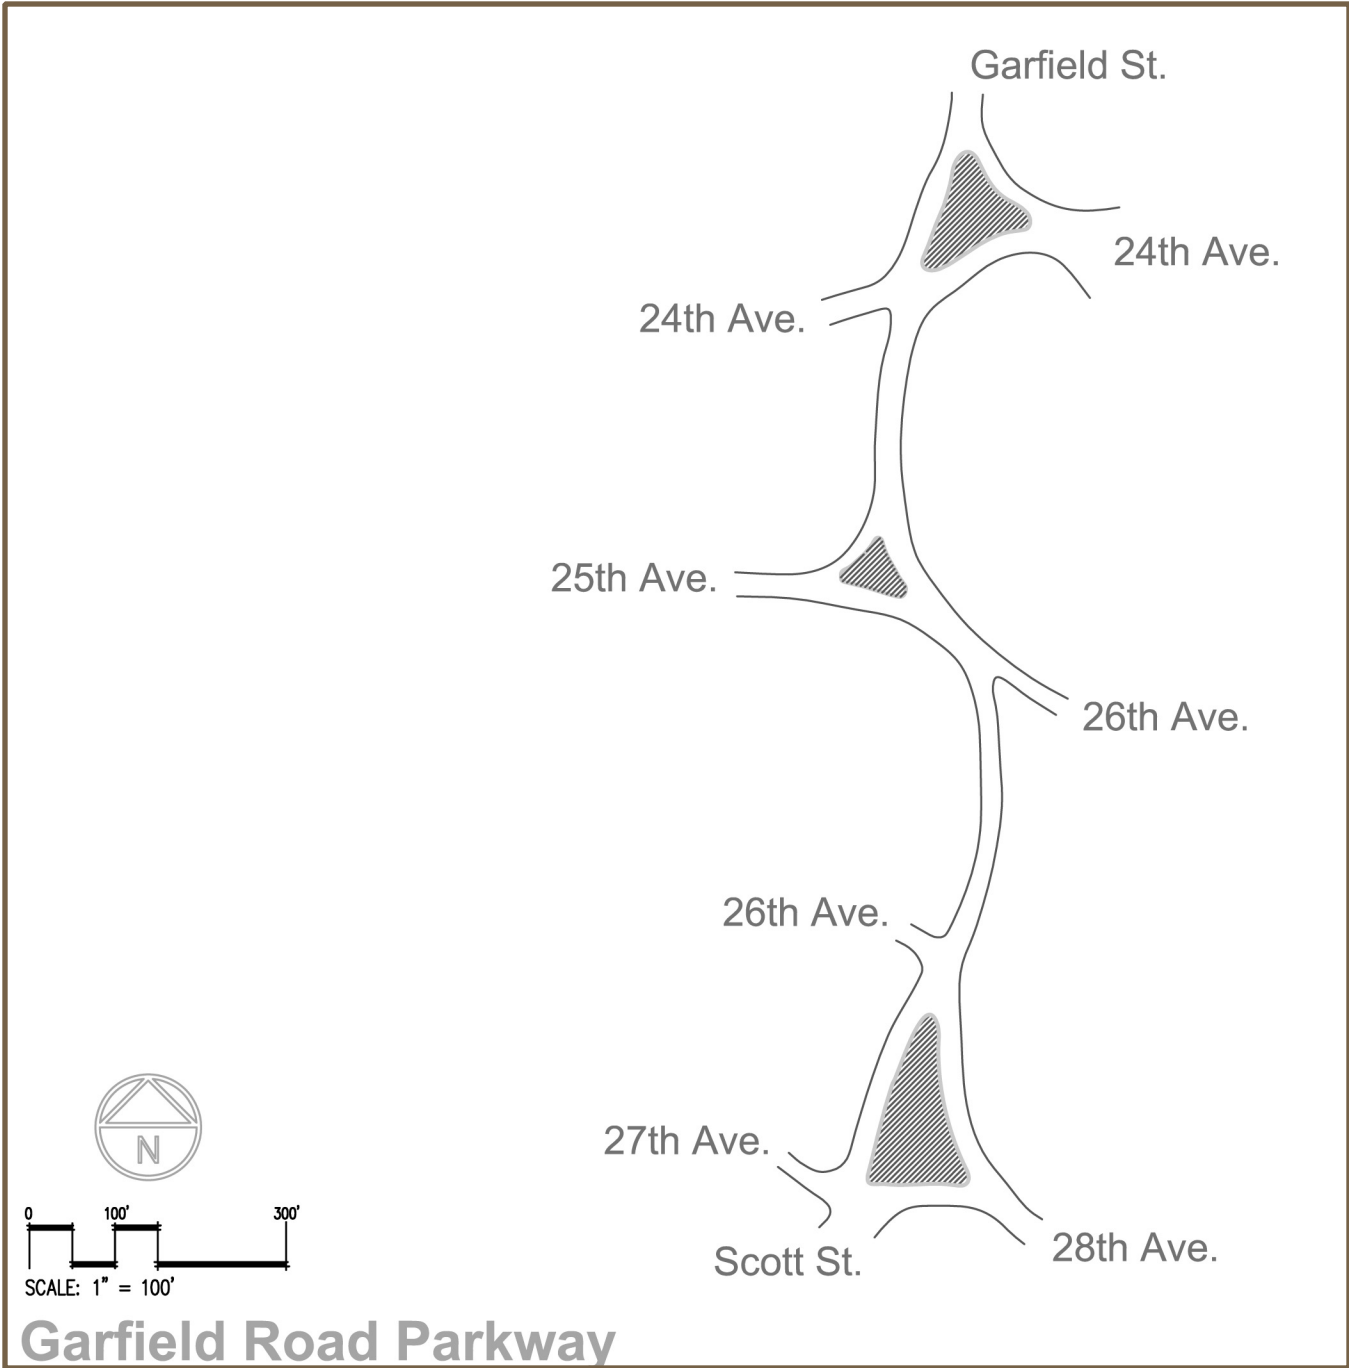 Garfield St.
24th Ave.
24th Ave.
25th Ave.
26th Ave.
26th Ave.
27th Ave.
28th Ave.
Scott St.
N
0 100' 300'
SCALE: 1" = 100'
Garfield Road Parkway